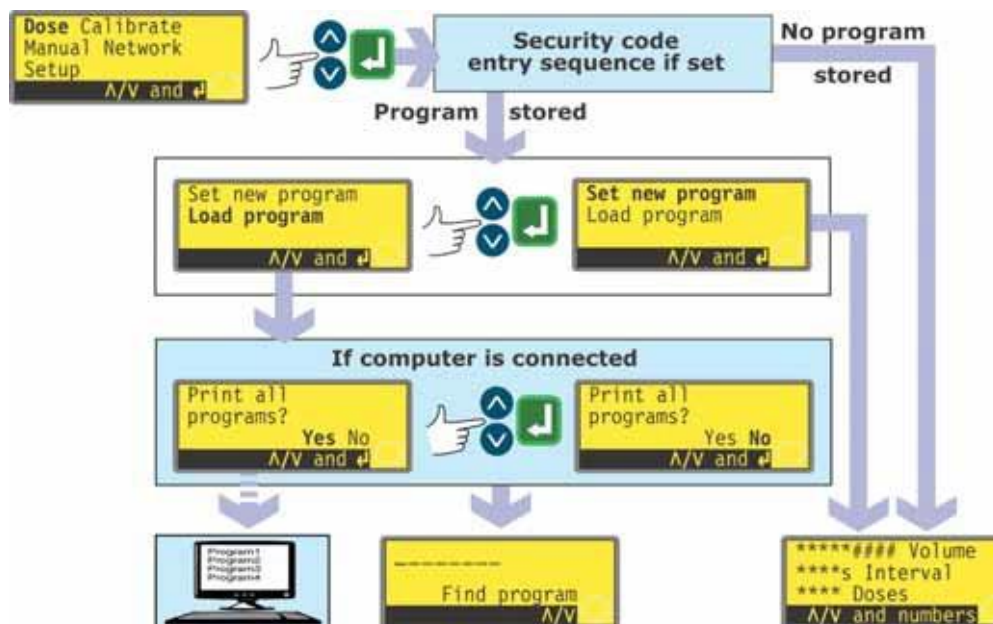 Dose Calibrate
Manual Network
Setup
Λ/V and ↵
Security code
entry sequence if set
No program
stored
Program stored
Set new program
Load program
Λ/V and ↵
Set new program
Load program
Λ/V and ↵
If computer is connected
Print all
programs?
Yes No
Λ/V and ↵
Print all
programs?
Yes No
Λ/V and ↵
Program1
Program2
Program3
Program4
-------
Find program
Λ/V
*****#### Volume
****s Interval
**** Doses
Λ/V and numbers